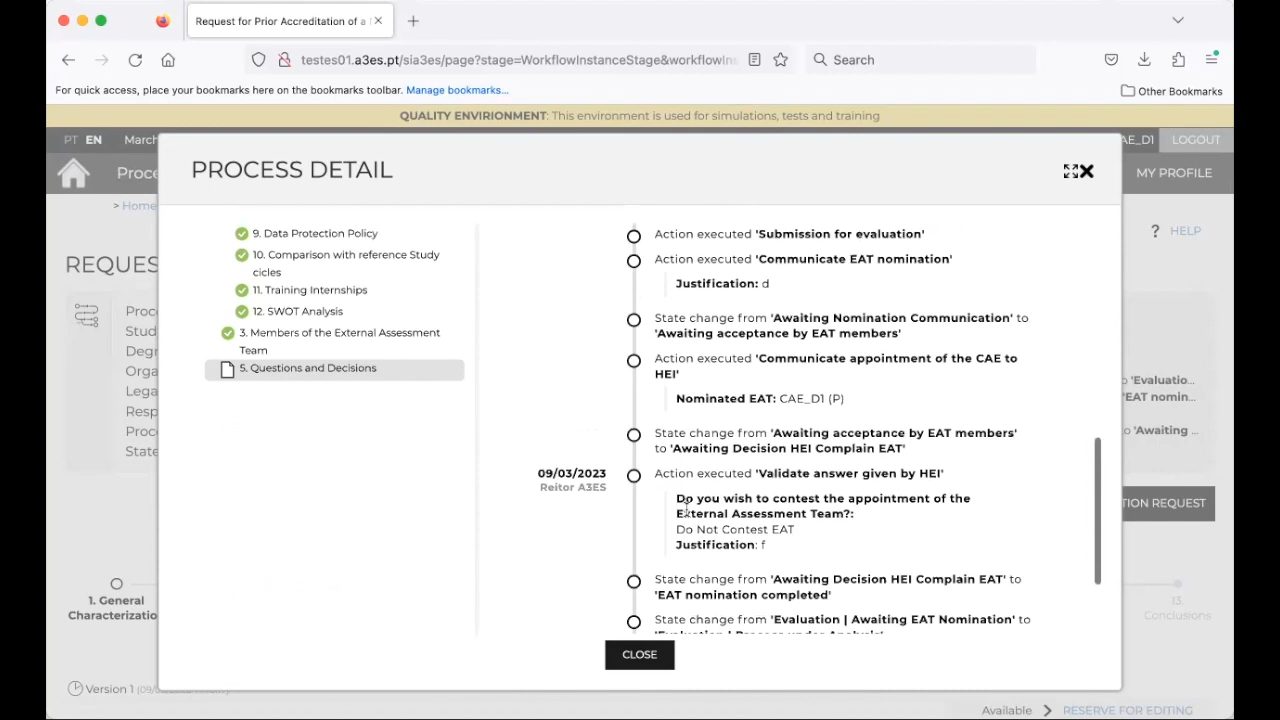 Request for Prior Accreditation of a
testes01.a3es.pt/sia3es/page?stage=WorkflowInstanceStage&workflowIns
Search
For quick access, place your bookmarks here on the bookmarks toolbar. Manage bookmarks...
Other Bookmarks
QUALITY ENVIRIONMENT: This environment is used for simulations, tests and training
PT EN March
CAE_D1 LOGOUT
Proce
MY PROFILE
> Home
? HELP
REQUES
PROCESS DETAIL
9. Data Protection Policy
10. Comparison with reference Study
cicles
11. Training Internships
12. SWOT Analysis
3. Members of the External Assessment
Team
5. Questions and Decisions
Action executed 'Submission for evaluation'
Action executed 'Communicate EAT nomination'
Justification: d
State change from 'Awaiting Nomination Communication' to
'Awaiting acceptance by EAT members'
Action executed 'Communicate appointment of the CAE to
HEI'
Nominated EAT: CAE_D1 (P)
State change from 'Awaiting acceptance by EAT members'
to 'Awaiting Decision HEI Complain EAT'
09/03/2023
Reitor A3ES
Action executed 'Validate answer given by HEI'
Do you wish to contest the appointment of the
External Assessment Team?:
Do Not Contest EAT
Justification: f
State change from 'Awaiting Decision HEI Complain EAT' to
'EAT nomination completed'
State change from 'Evaluation | Awaiting EAT Nomination' to
'Evaluation | Process under Analysis'
CLOSE
Proc
Stud
Degr
Orga
Lega
Resp
Proc
State
o 'Evaluatio...
'EAT nomin...
o 'Awaiting ...
TION REQUEST
1. General
Characterizatio
13.
Conclusions
Version 1
Available
RESERVE FOR EDITING